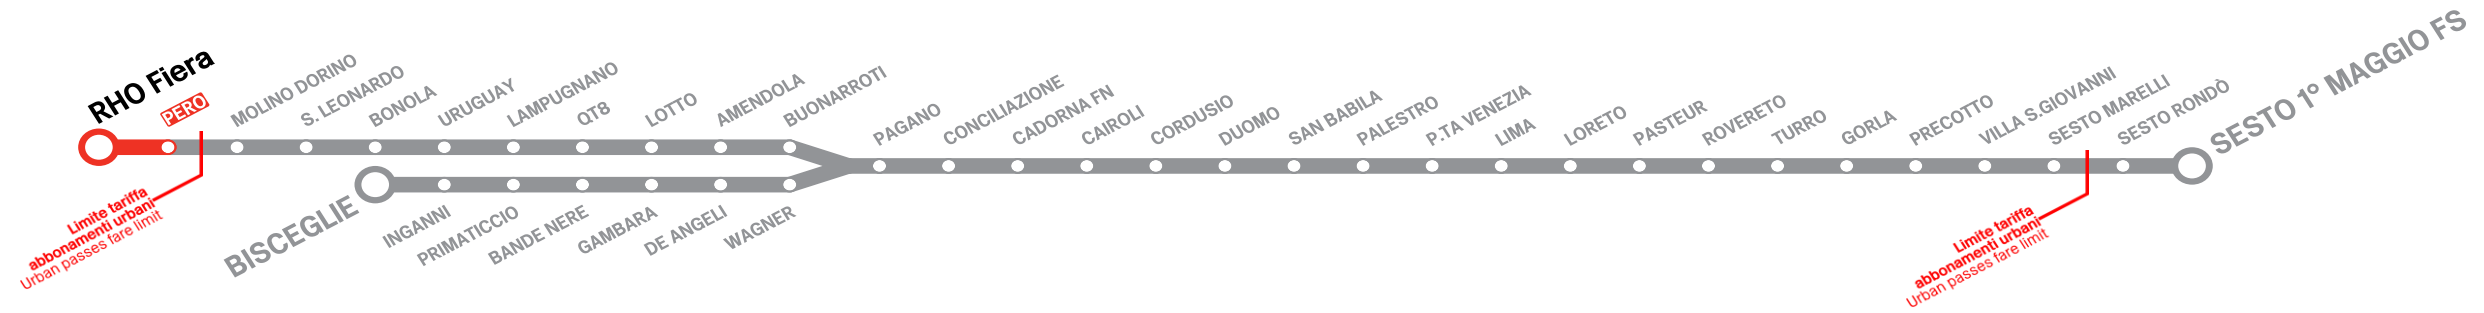 RHO Fiera
PERO
MOLINO DORINO
S. LEONARDO
BONOLA
URUGUAY
LAMPUGNANO
QT8
LOTTO
AMENDOLA
BUONARROTI
PAGANO
CONCILIAZIONE
CADORNA FN
CAIROLI
CORDUSIO
DUOMO
SAN BABILA
PALESTRO
P.TA VENEZIA
LIMA
LORETO
PASTEUR
ROVERETO
TURRO
GORLA
PRECOTTO
VILLA S.GIOVANNI
SESTO MARELLI
SESTO RONDÒ
SESTO 1° MAGGIO FS
Limite tariffa
abbonamenti urbani
Urban passes fare limit
BISCEGLIE
INGANNI
PRIMATICCIO
BANDE NERE
GAMBARA
DE ANGELI
WAGNER
Limite tariffa
abbonamenti urbani
Urban passes fare limit